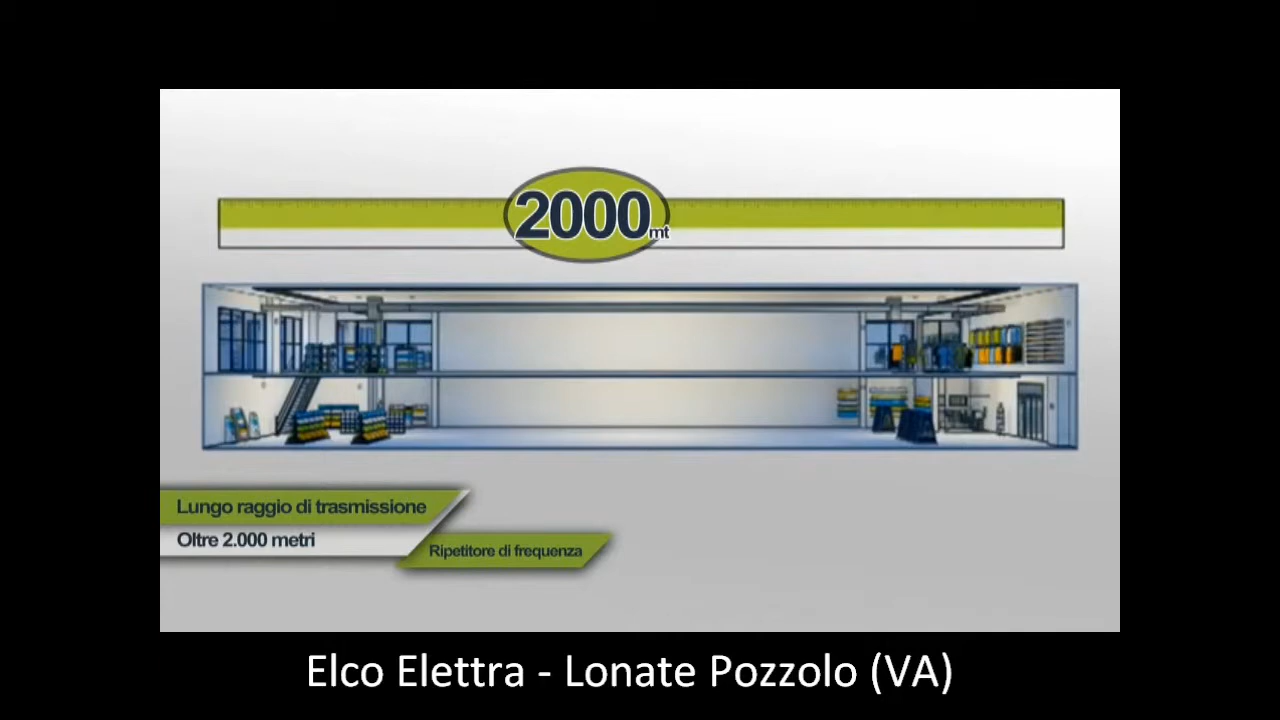 2000mt
Lungo raggio di trasmissione
Oltre 2.000 metri
Ripetitore di frequenza
Elco Elettra - Lonate Pozzolo (VA)